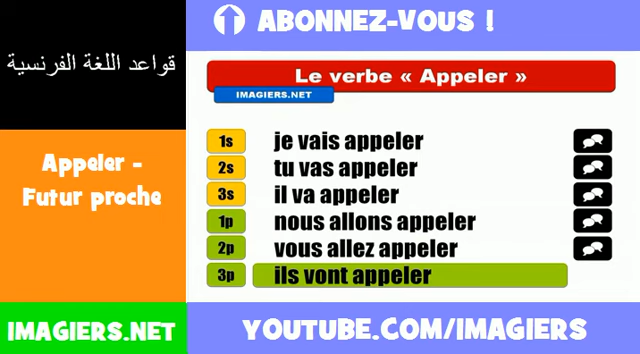 قواعد اللغة الفرنسية
Appeler -
Futur proche
IMAGIERS.NET
ABONNEZ-VOUS !
Le verbe « Appeler »
IMAGIERS.NET
1s je vais appeler
2s tu vas appeler
3s il va appeler
1p nous allons appeler
2p vous allez appeler
3p ils vont appeler
YOUTUBE.COM/IMAGIERS